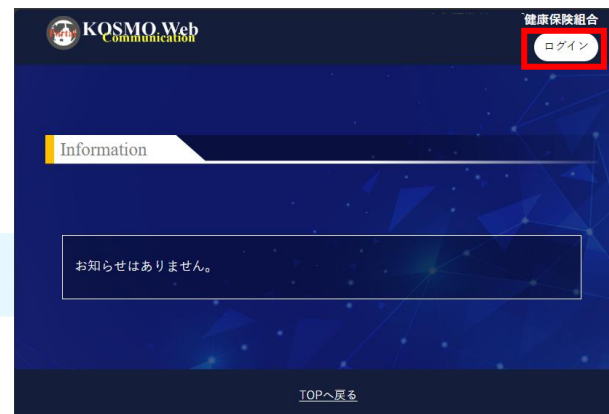 KOSMO Web
Communication
健康保険組合
ログイン
Information
お知らせはありません。
TOPへ戻る